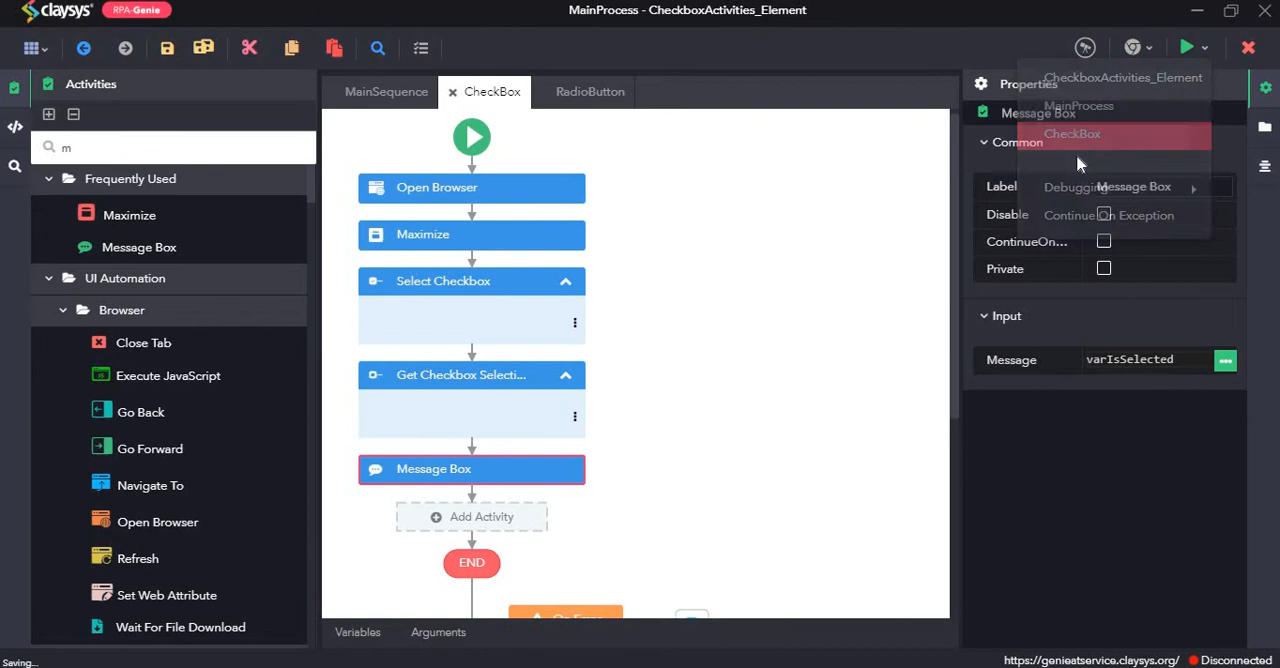 claysys
RPA-Genie
MainProcess - CheckboxActivities_Element
Activities
m
Frequently Used
Maximize
Message Box
UI Automation
Browser
Close Tab
Execute JavaScript
Go Back
Go Forward
Navigate To
Open Browser
Refresh
Set Web Attribute
Wait For File Download
MainSequence
CheckBox
RadioButton
Open Browser
Maximize
Select Checkbox
Get Checkbox Selecti...
Message Box
Add Activity
END
On Error
Variables
Arguments
Properties
Message Box
Common
Label
Message Box
Disable
ContinueOn...
Private
Input
Message
varIsSelected
CheckboxActivities_Element
MainProcess
CheckBox
Debugging
Continue On Exception
Saving...
https://genieatservice.claysys.org/
Disconnected